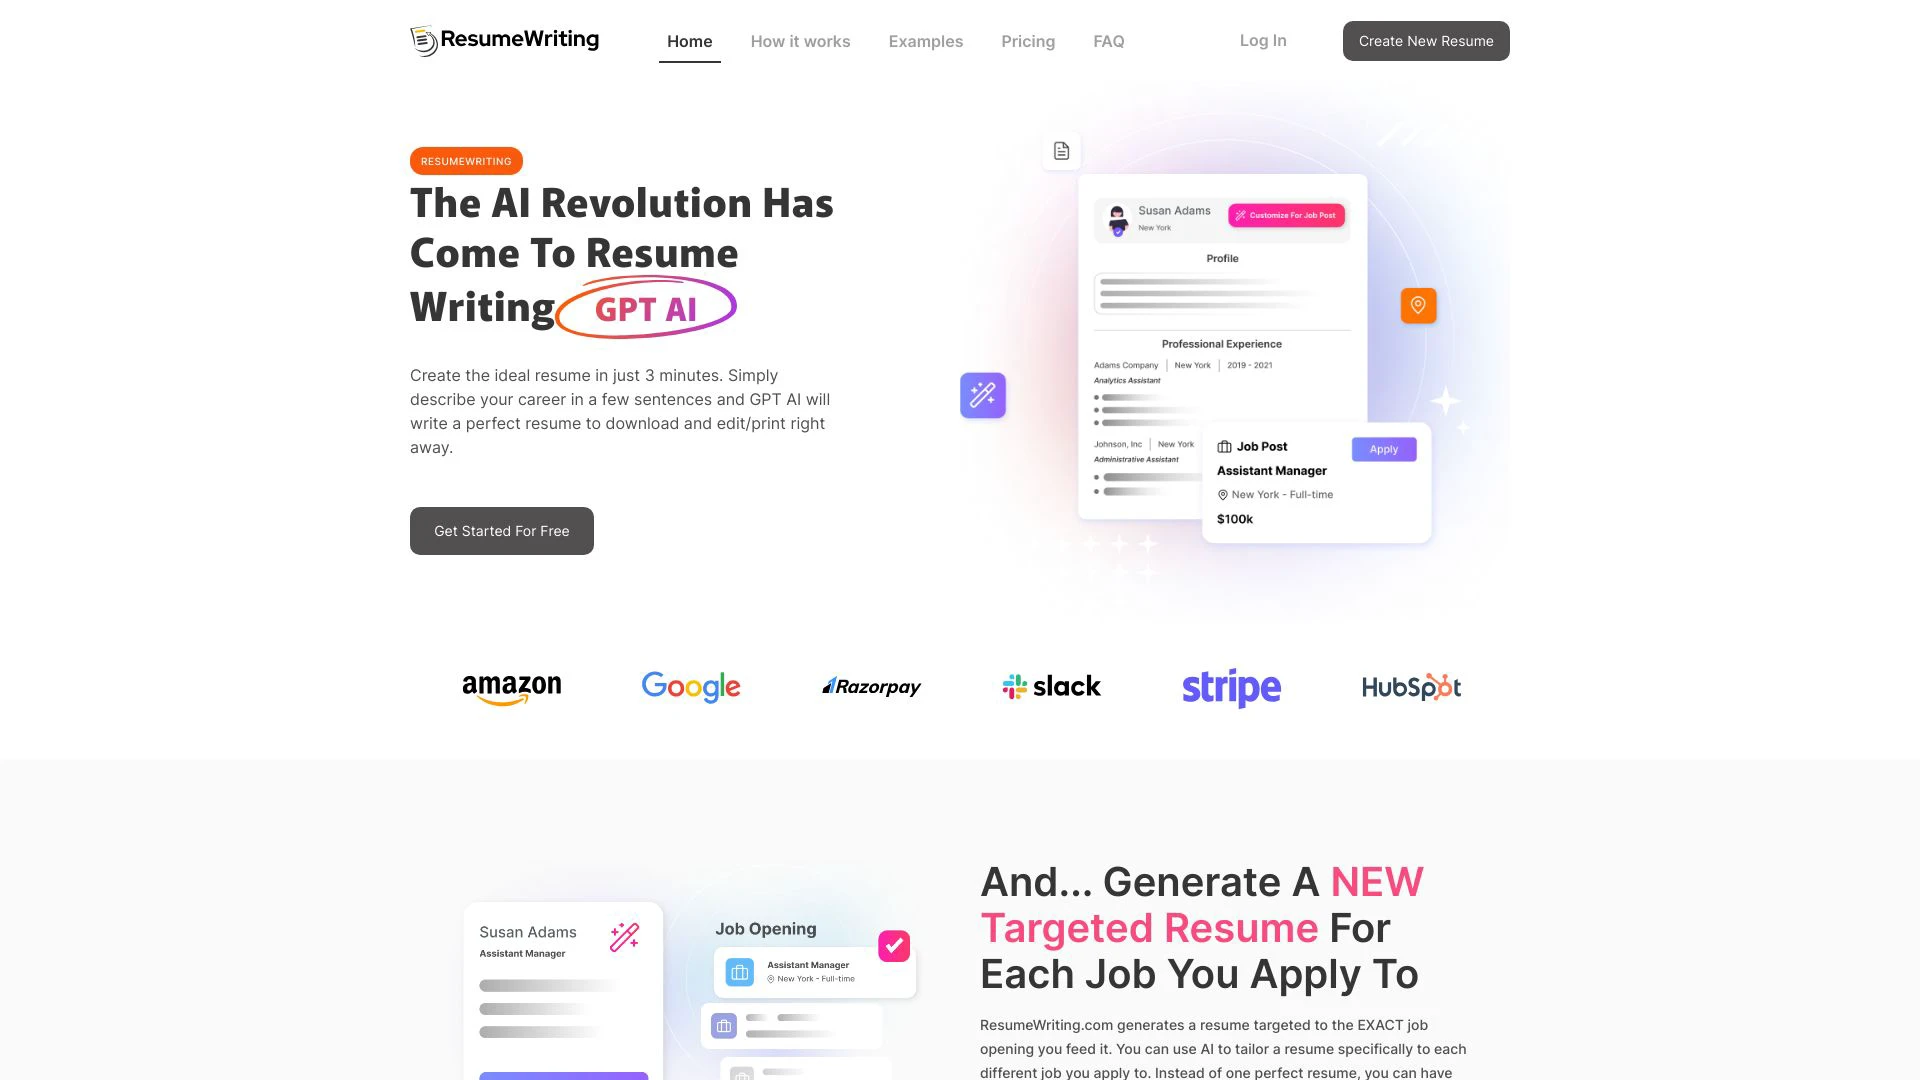 ResumeWriting
Home
How it works
Examples
Pricing
FAQ
Log In
Create New Resume
RESUMEWRITING
The AI Revolution Has
Come To Resume
Writing GPT AI
Create the ideal resume in just 3 minutes. Simply
describe your career in a few sentences and GPT AI will
write a perfect resume to download and edit/print right
away.
Get Started For Free
Susan Adams
New York
Customize For Job Post
Profile
Professional Experience
Adams Company | New York | 2019 - 2021
Analytics Assistant
Johnson, Inc | New York
Administrative Assistant
Job Post
Apply
Assistant Manager
New York - Full-time
$100k
amazon
Google
Razorpay
slack
stripe
HubSpot
Susan Adams
Assistant Manager
Job Opening
Assistant Manager
New York - Full-time
And... Generate A NEW
Targeted Resume For
Each Job You Apply To
ResumeWriting.com generates a resume targeted to the EXACT job
opening you feed it. You can use AI to tailor a resume specifically to each
different job you apply to. Instead of one perfect resume, you can have